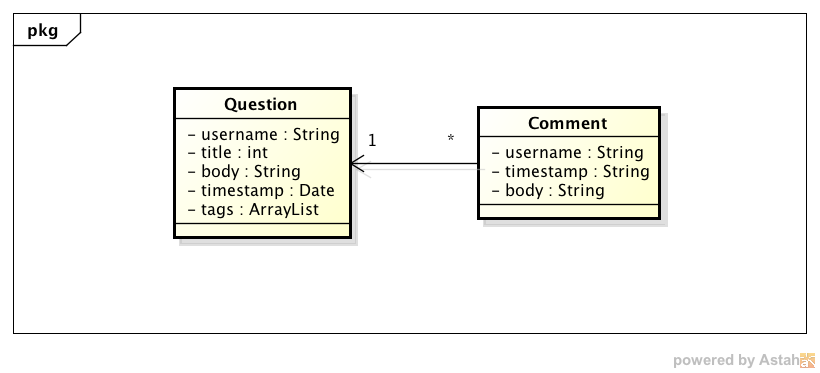 pkg
Question
- username : String
- title : int
- body : String
- timestamp : Date
- tags : ArrayList
1
*
Comment
- username : String
- timestamp : String
- body : String
powered by Astah